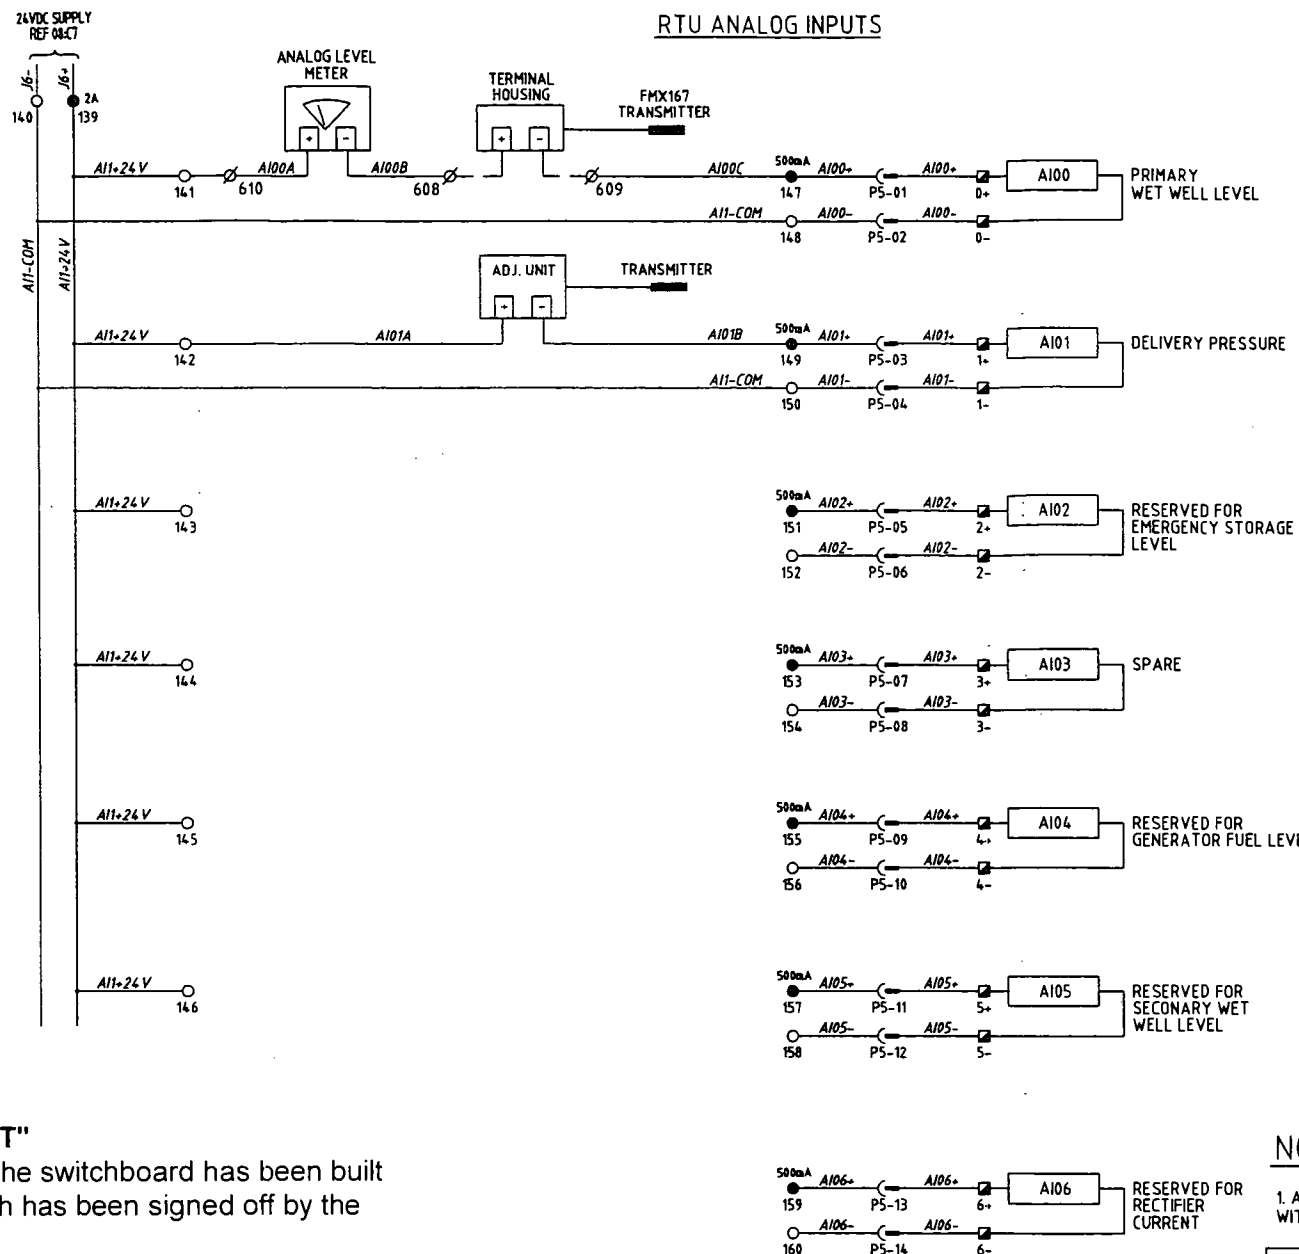 24VDC SUPPLY
REF 08:C7
RTU ANALOG INPUTS
J6-
J6+
140
2A
139
ANALOG LEVEL
METER
+ -
TERMINAL
HOUSING
+ -
FMX167
TRANSMITTER
AI1+24V
141
610
AI00A
AI00B
608
609
AI00C
500mA
147
AI00+
P5-01
AI00+
0+
AI00
PRIMARY
WET WELL LEVEL
AI1-COM
148
AI00-
P5-02
AI00-
0-
AI1-COM
AI1+24V
ADJ. UNIT
+ -
TRANSMITTER
AI1+24V
142
AI01A
AI01B
500mA
149
AI01+
P5-03
AI01+
1+
AI01
DELIVERY PRESSURE
AI1-COM
150
AI01-
P5-04
AI01-
1-
AI1+24V
143
500mA
151
AI02+
P5-05
AI02+
2+
AI02
RESERVED FOR
EMERGENCY STORAGE
LEVEL
152
AI02-
P5-06
AI02-
2-
AI1+24V
144
500mA
153
AI03+
P5-07
AI03+
3+
AI03
SPARE
154
AI03-
P5-08
AI03-
3-
AI1+24V
145
500mA
155
AI04+
P5-09
AI04+
4+
AI04
RESERVED FOR
GENERATOR FUEL LEVE
156
AI04-
P5-10
AI04-
4-
AI1+24V
146
500mA
157
AI05+
P5-11
AI05+
5+
AI05
RESERVED FOR
SECONARY WET
WELL LEVEL
158
AI05-
P5-12
AI05-
5-
T"
he switchboard has been built
h has been signed off by the
500mA
159
AI06+
P5-13
AI06+
6+
AI06
RESERVED FOR
RECTIFIER
CURRENT
160
AI06-
P5-14
AI06-
6-
NO
1. A
WIT